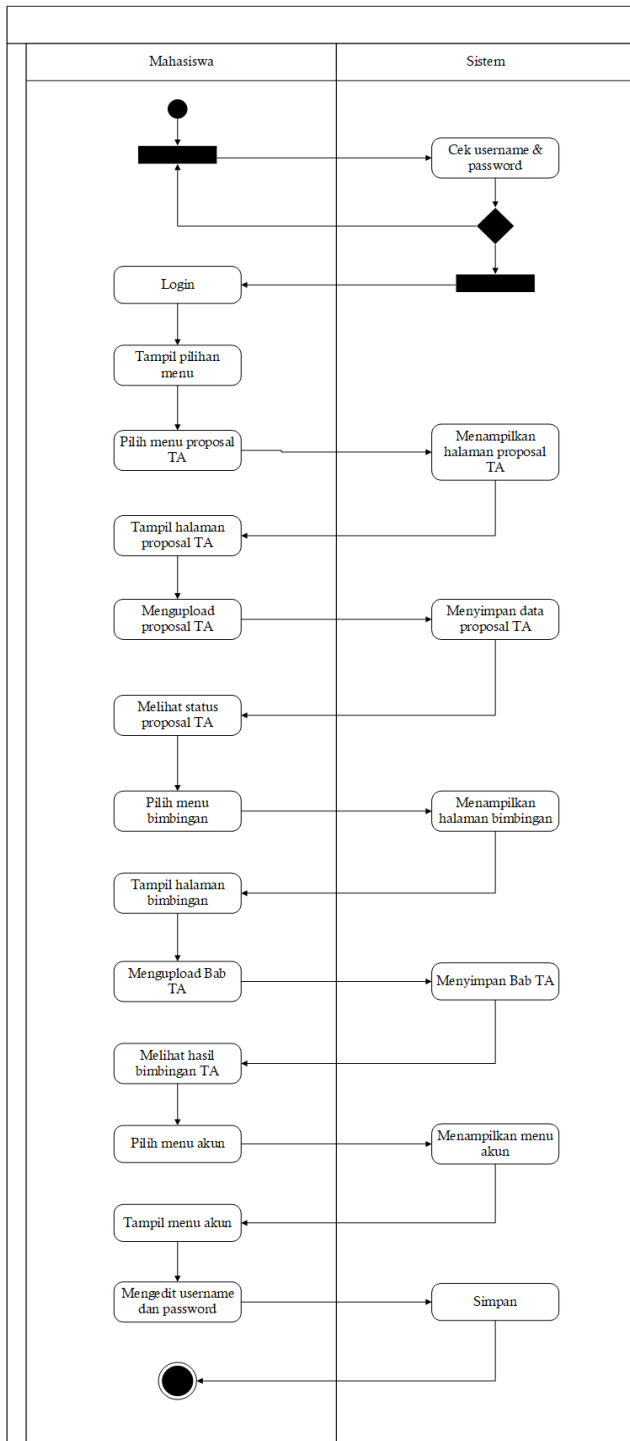 Mahasiswa
Sistem
Cek username &
password
Login
Tampil pilihan
menu
Pilih menu proposal
TA
Menampilkan
halaman proposal
TA
Tampil halaman
proposal TA
Mengupload
proposal TA
Menyimpan data
proposal TA
Melihat status
proposal TA
Pilih menu
bimbingan
Menampilkan
halaman bimbingan
Tampil halaman
bimbingan
Mengupload Bab
TA
Menyimpan Bab TA
Melihat hasil
bimbingan TA
Pilih menu akun
Menampilkan menu
akun
Tampil menu akun
Mengedit username
dan password
Simpan